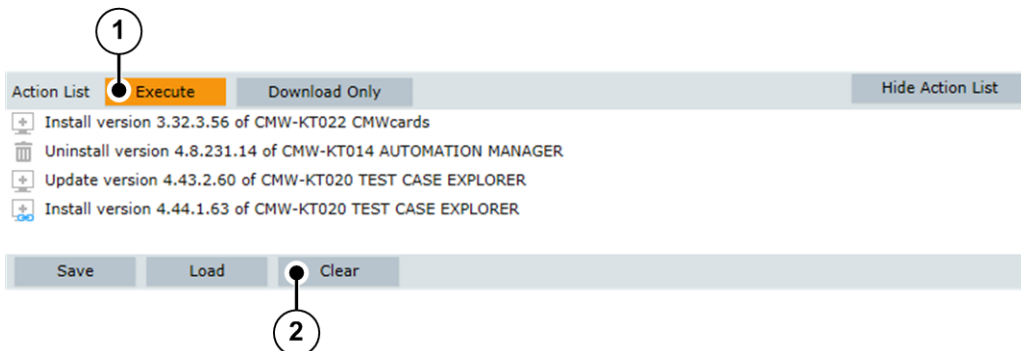 1
Action List Execute Download Only Hide Action List
Install version 3.32.3.56 of CMW-KT022 CMWcards
Uninstall version 4.8.231.14 of CMW-KT014 AUTOMATION MANAGER
Update version 4.43.2.60 of CMW-KT020 TEST CASE EXPLORER
Install version 4.44.1.63 of CMW-KT020 TEST CASE EXPLORER
Save Load Clear
2